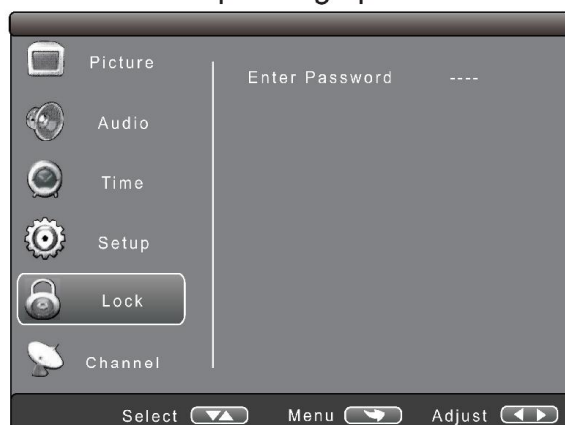 Picture
Enter Password ----
Audio
Time
Setup
Lock
Channel
Select Menu Adjust